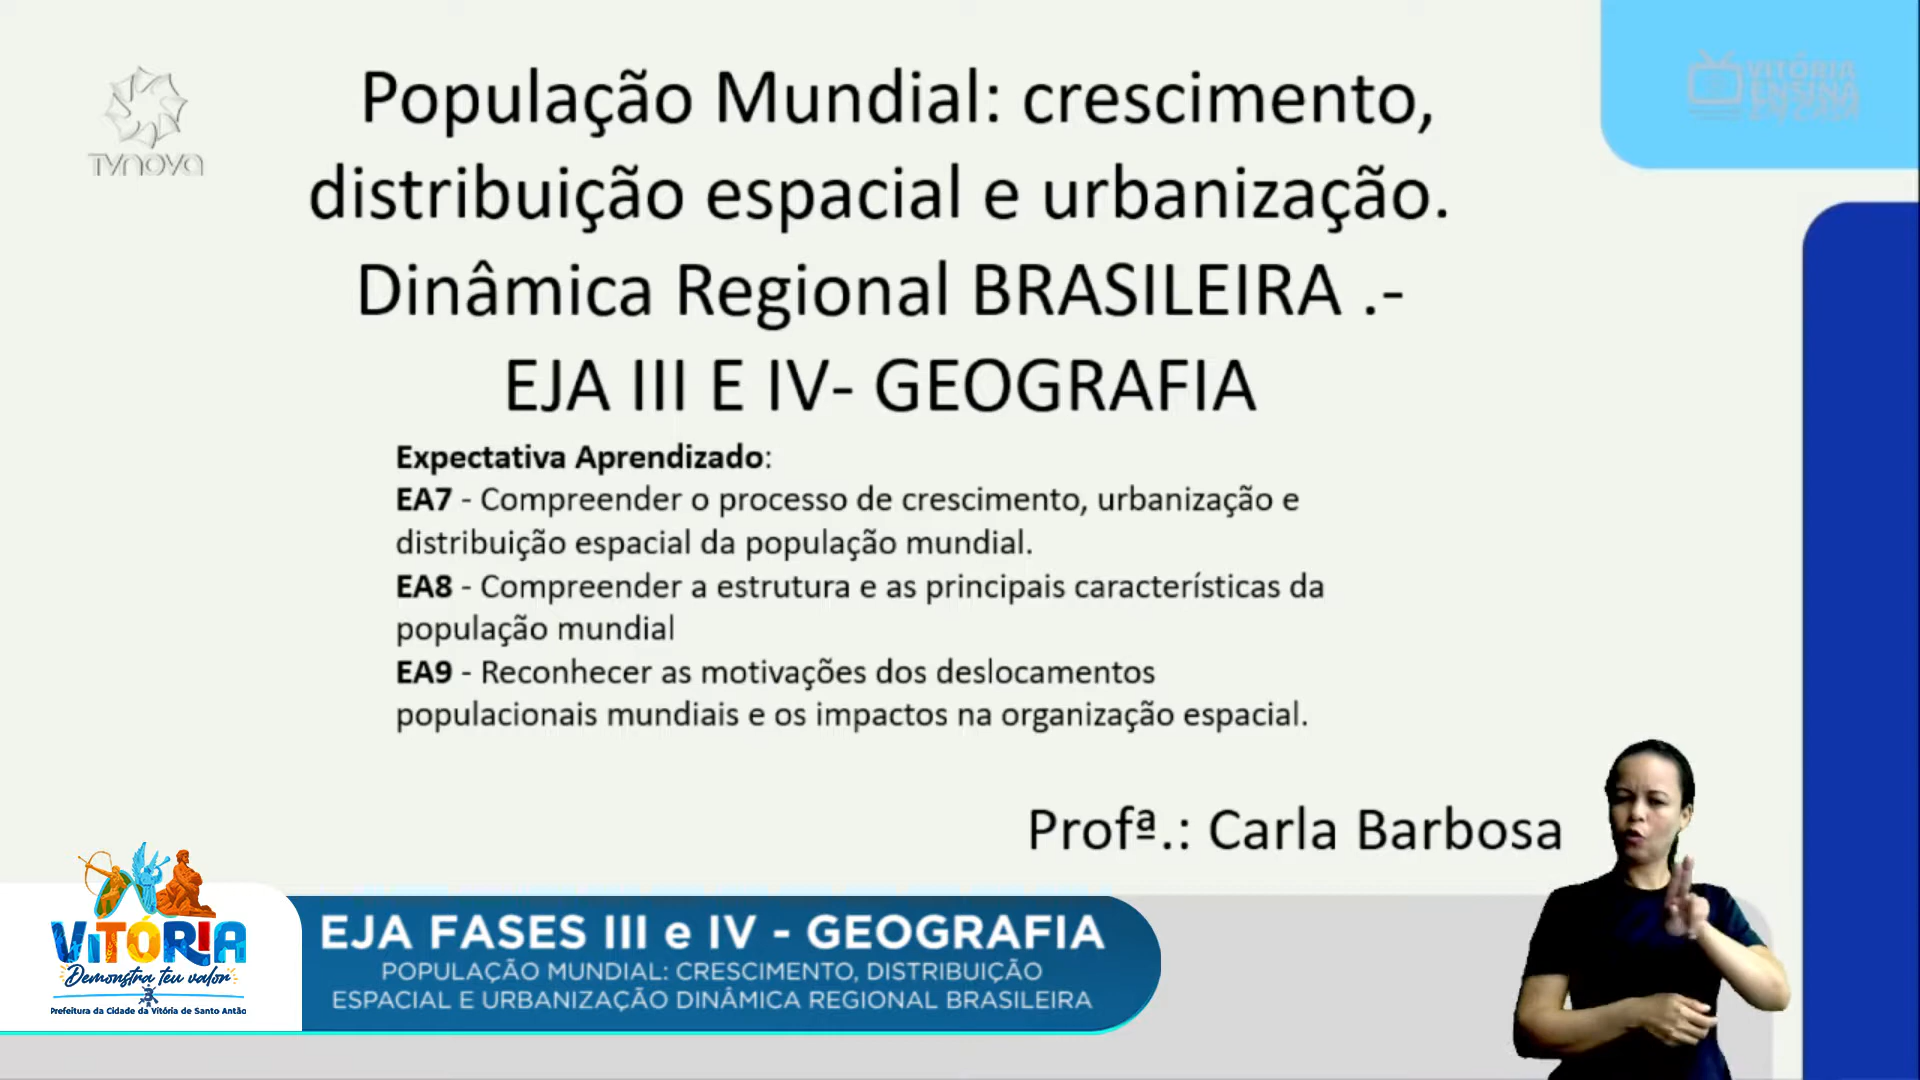 TVNOVA
VITÓRIA
ENSINA
EM CASA
População Mundial: crescimento,
distribuição espacial e urbanização.
Dinâmica Regional BRASILEIRA .-
EJA III E IV- GEOGRAFIA
Expectativa Aprendizado:
EA7 - Compreender o processo de crescimento, urbanização e
distribuição espacial da população mundial.
EA8 - Compreender a estrutura e as principais características da
população mundial
EA9 - Reconhecer as motivações dos deslocamentos
populacionais mundiais e os impactos na organização espacial.
Profª.: Carla Barbosa
VITÓRIA
Demonstra teu valor
Prefeitura da Cidade da Vitória de Santo Antão
EJA FASES III e IV - GEOGRAFIA
POPULAÇÃO MUNDIAL: CRESCIMENTO, DISTRIBUIÇÃO
ESPACIAL E URBANIZAÇÃO DINÂMICA REGIONAL BRASILEIRA